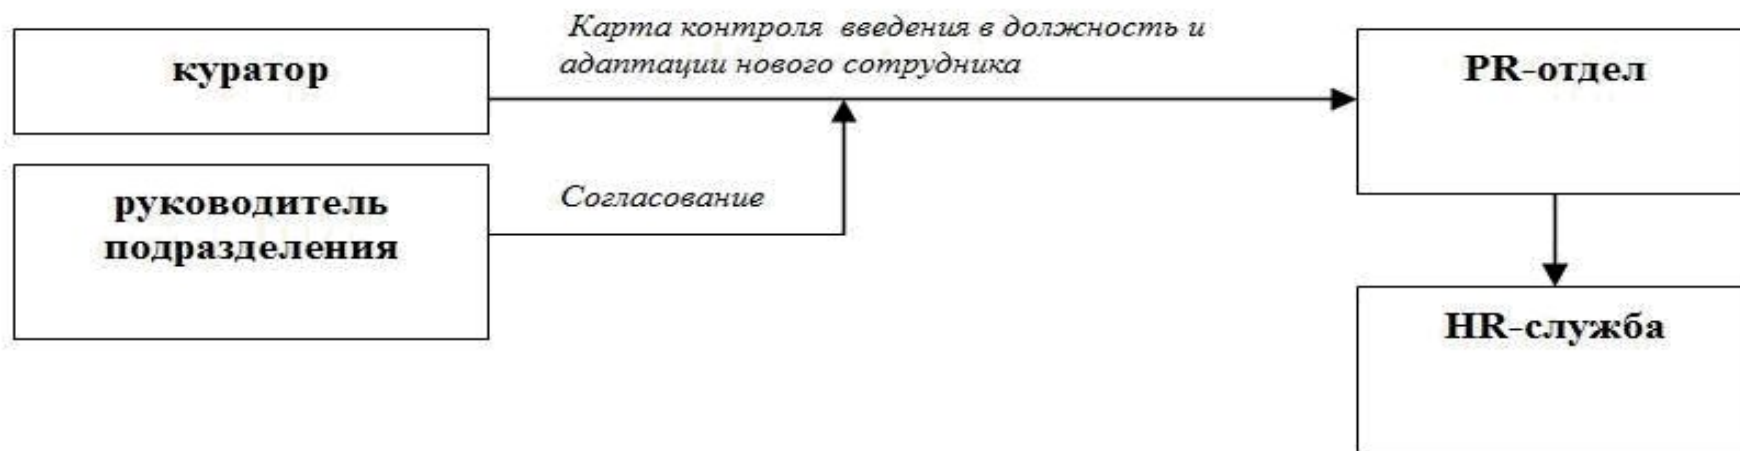 куратор
Карта контроля введения в должность и
адаптации нового сотрудника
PR-отдел
руководитель
подразделения
Согласование
HR-служба